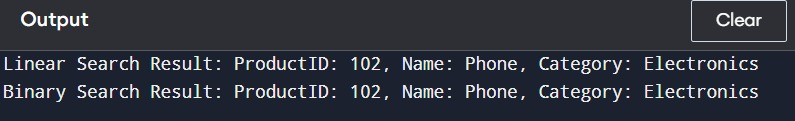 Output
Clear
Linear Search Result: ProductID: 102, Name: Phone, Category: Electronics
Binary Search Result: ProductID: 102, Name: Phone, Category: Electronics